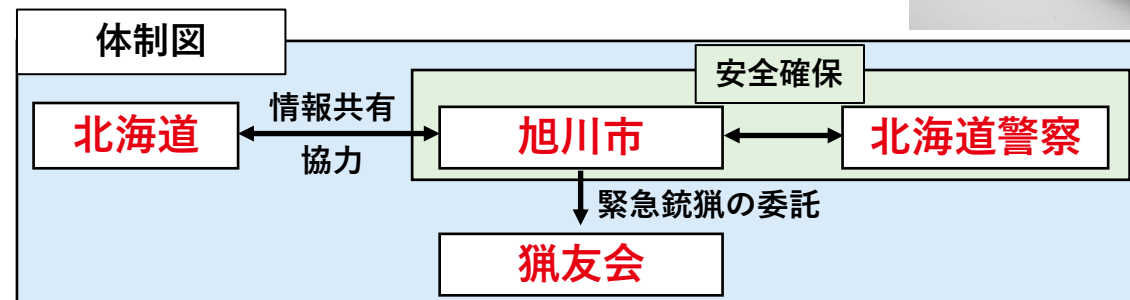 体制図
安全確保
北海道
情報共有
協力
旭川市
北海道警察
緊急銃猟の委託
猟友会